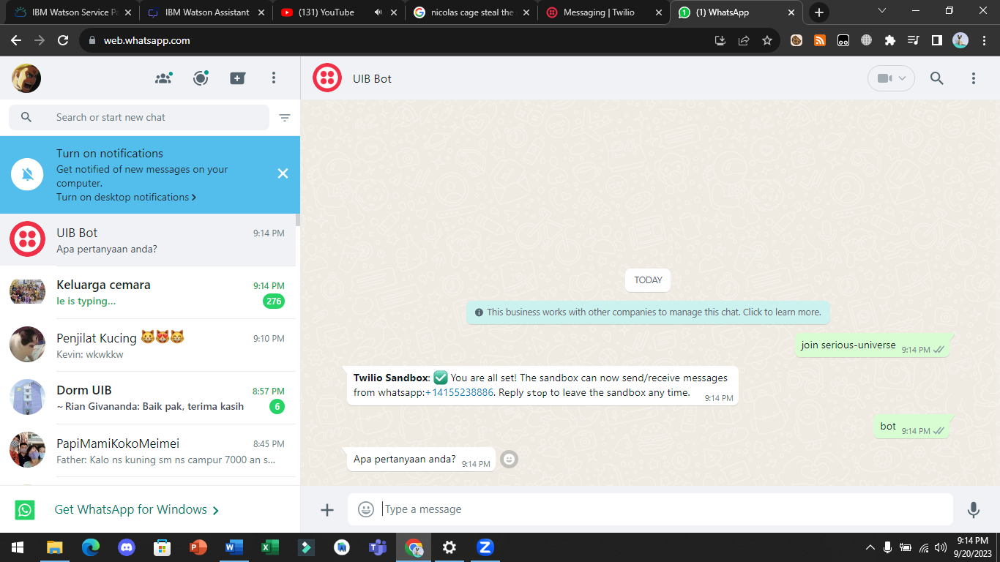 IBM Watson Service Pa
IBM Watson Assistant
(131) YouTube
nicolas cage steal the
Messaging | Twilio
(1) WhatsApp
web.whatsapp.com
UIB Bot
Search or start new chat
Turn on notifications
Get notified of new messages on your
computer.
Turn on desktop notifications
UIB Bot
9:14 PM
Apa pertanyaan anda?
Keluarga cemara
9:14 PM
le is typing...
276
Penjilat Kucing 😺😻😸
9:10 PM
Kevin: wkwkkw
Dorm UIB
8:57 PM
~ Rian Givananda: Baik pak, terima kasih
6
PapiMamiKokoMeimei
8:45 PM
Father: Kalo ns kuning sm ns campur 7000 an s...
Get WhatsApp for Windows
TODAY
This business works with other companies to manage this chat. Click to learn more.
join serious-universe
9:14 PM
Twilio Sandbox: ✅ You are all set! The sandbox can now send/receive messages
from whatsapp:+14155238886. Reply stop to leave the sandbox any time.
9:14 PM
bot
9:14 PM
Apa pertanyaan anda?
9:14 PM
Type a message
9:14 PM
9/20/2023